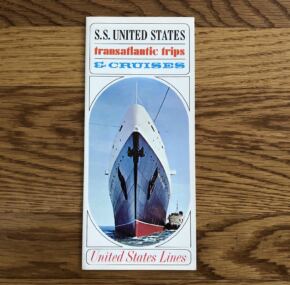 S.S. UNITED STATES
transatlantic trips
& CRUISES
United States Lines